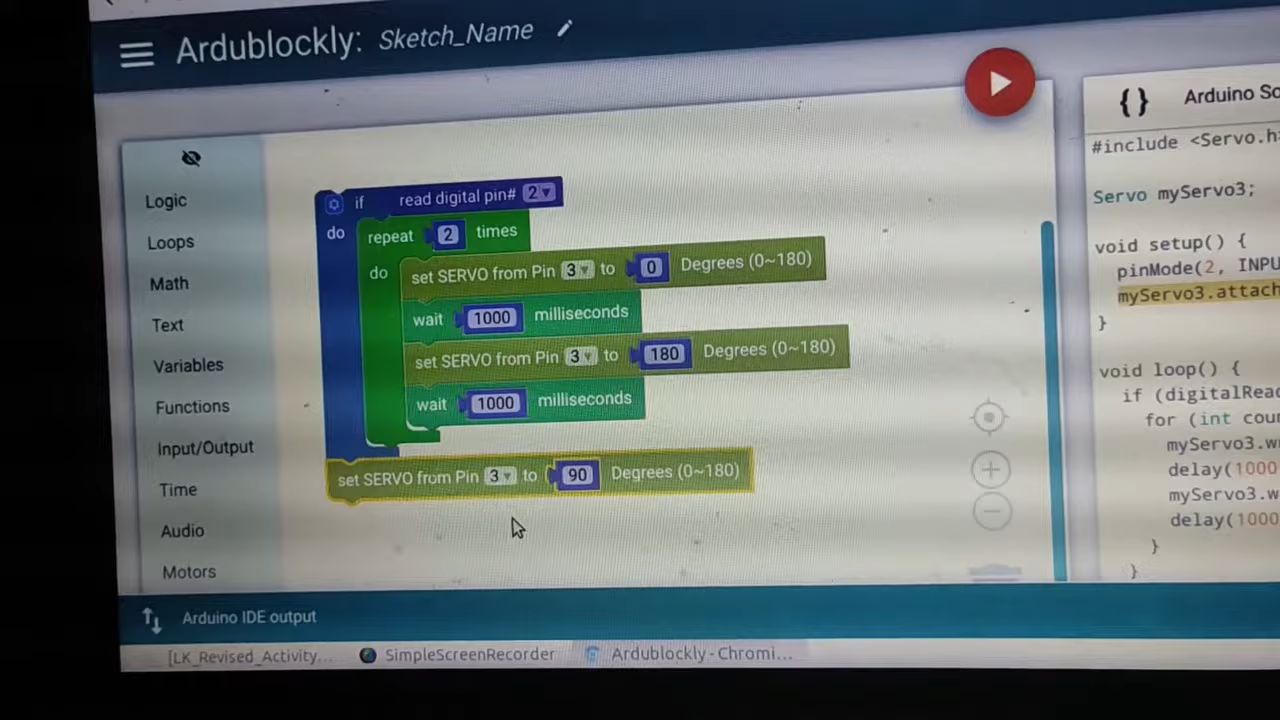 Ardublockly: Sketch_Name
Logic
Loops
Math
Text
Variables
Functions
Input/Output
Time
Audio
Motors
if read digital pin# 2
do repeat 2 times
do set SERVO from Pin 3 to 0 Degrees (0~180)
wait 1000 milliseconds
set SERVO from Pin 3 to 180 Degrees (0~180)
wait 1000 milliseconds
set SERVO from Pin 3 to 90 Degrees (0~180)
{} Arduino So
#include <Servo.h
Servo myServo3;
void setup() {
pinMode(2, INPU
myServo3.attach
}
void loop() {
if (digitalRead
for (int cou
myServo3.w
delay(1000
myServo3.w
delay(1000
}
}
Arduino IDE output
[LK_Revised_Activity... SimpleScreenRecorder Ardublockly - Chromi...